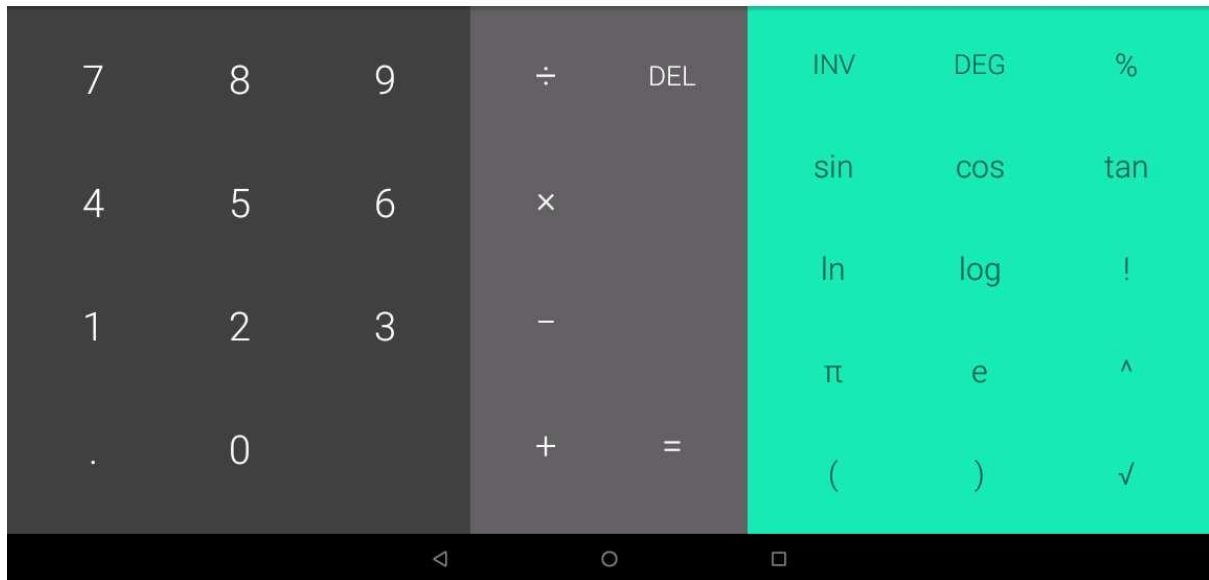 7 8 9 ÷ DEL INV DEG %
4 5 6 × sin cos tan
1 2 3 − ln log !
. 0 + = π e ^
( ) √